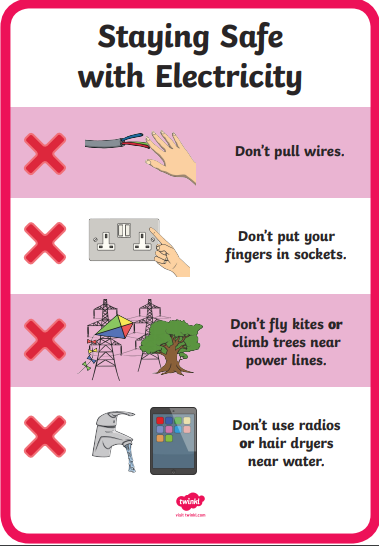 Staying Safe
with Electricity
Don't pull wires.
Don't put your
fingers in sockets.
Don't fly kites or
climb trees near
power lines.
Don't use radios
or hair dryers
near water.
twinkl
visit twinkl.com